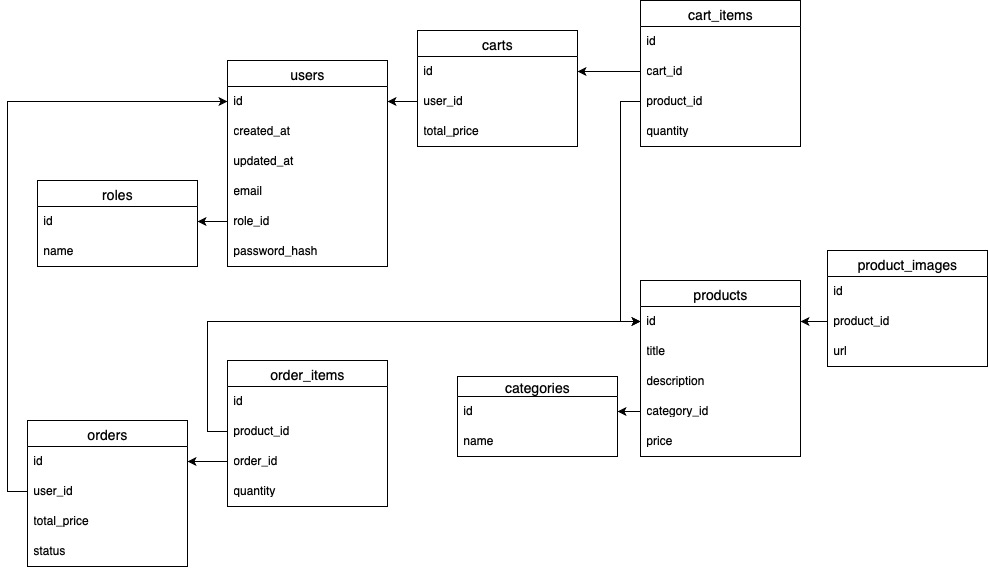 cart_items
id
cart_id
product_id
quantity
carts
id
user_id
total_price
users
id
created_at
updated_at
email
role_id
password_hash
roles
id
name
product_images
id
product_id
url
products
id
title
description
category_id
price
order_items
id
product_id
order_id
quantity
categories
id
name
orders
id
user_id
total_price
status